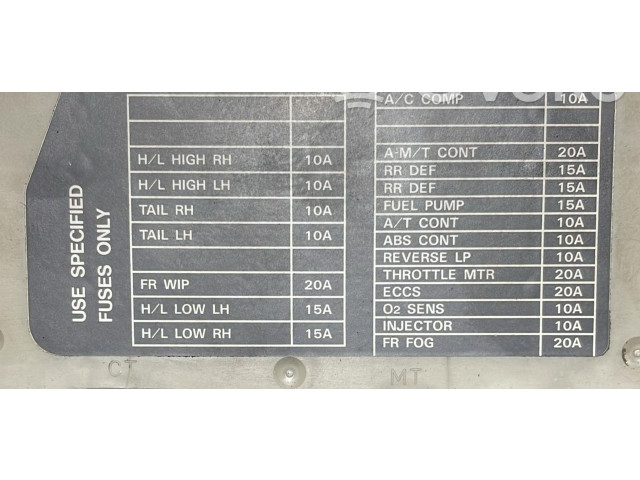 USE SPECIFIED
FUSES ONLY
H/L HIGH RH 10A
H/L HIGH LH 10A
TAIL RH 10A
TAIL LH 10A
FR WIP 20A
H/L LOW LH 15A
H/L LOW RH 15A
A/C COMP 10A
A-M/T CONT 20A
RR DEF 15A
RR DEF 15A
FUEL PUMP 15A
A/T CONT 10A
ABS CONT 10A
REVERSE LP 10A
THROTTLE MTR 20A
ECCS 20A
O2 SENS 10A
INJECTOR 10A
FR FOG 20A
CT
MT